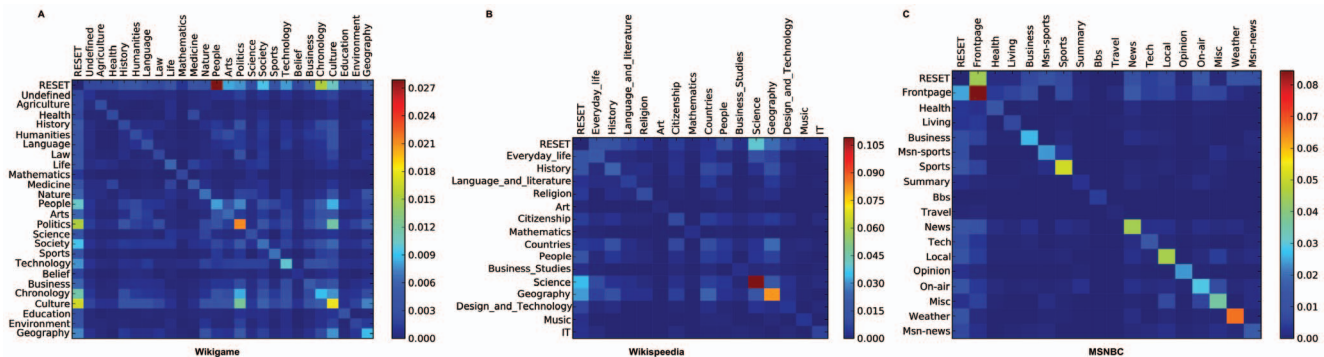 A
RESET
Undefined
Agriculture
Health
History
Humanities
Language
Law
Life
Mathematics
Medicine
Nature
People
Arts
Politics
Science
Society
Sports
Technology
Belief
Business
Chronology
Culture
Education
Environment
Geography
RESET
Undefined
Agriculture
Health
History
Humanities
Language
Law
Life
Mathematics
Medicine
Nature
People
Arts
Politics
Science
Society
Sports
Technology
Belief
Business
Chronology
Culture
Education
Environment
Geography
0.027
0.024
0.021
0.018
0.015
0.012
0.009
0.006
0.003
0.000
Wikigame
B
RESET
Everyday_life
History
Language_and_literature
Religion
Art
Citizenship
Mathematics
Countries
People
Business_Studies
Science
Geography
Design_and_Technology
Music
IT
RESET
Everyday_life
History
Language_and_literature
Religion
Art
Citizenship
Mathematics
Countries
People
Business_Studies
Science
Geography
Design_and_Technology
Music
IT
0.105
0.090
0.075
0.060
0.045
0.030
0.015
0.000
Wikispeedia
C
RESET
Frontpage
Health
Living
Business
Msn-sports
Sports
Summary
Bbs
Travel
News
Tech
Local
Opinion
On-air
Misc
Weather
Msn-news
RESET
Frontpage
Health
Living
Business
Msn-sports
Sports
Summary
Bbs
Travel
News
Tech
Local
Opinion
On-air
Misc
Weather
Msn-news
0.08
0.07
0.06
0.05
0.04
0.03
0.02
0.01
0.00
MSNBC